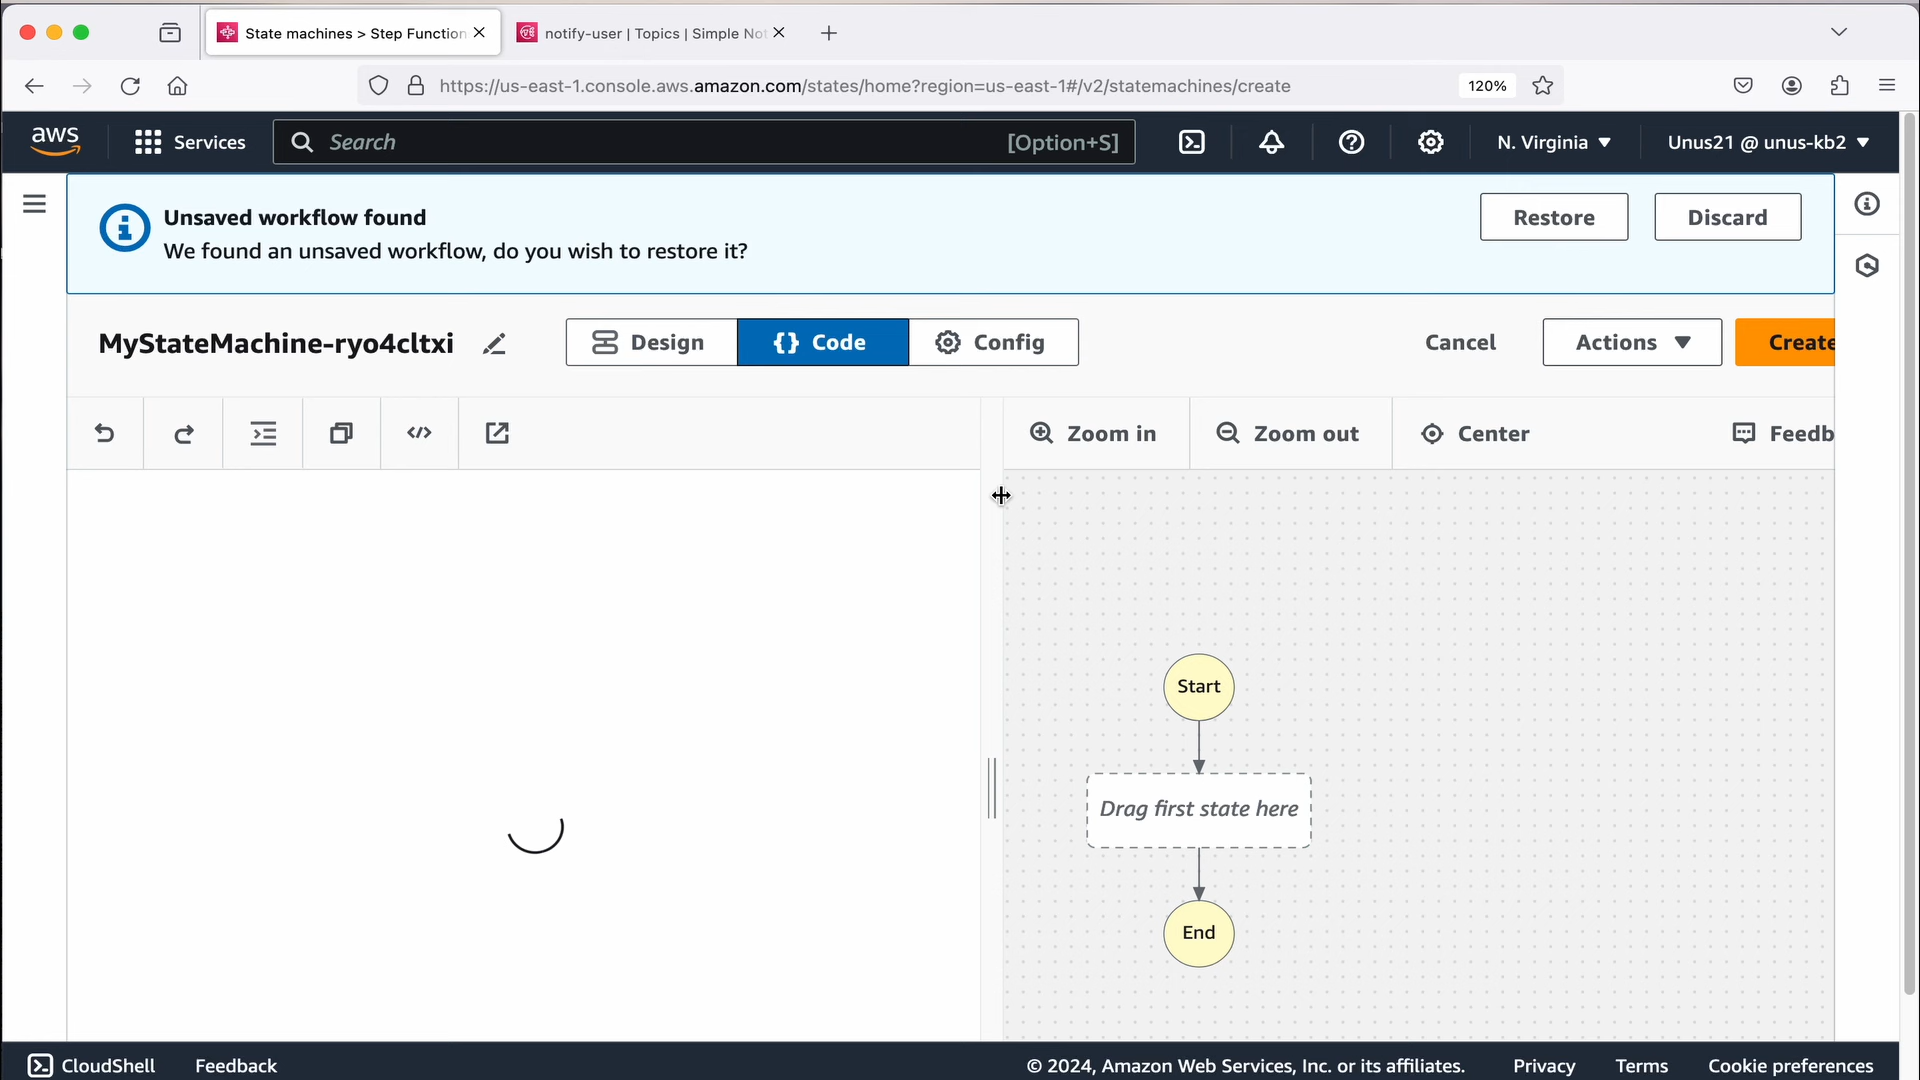 State machines > Step Function
notify-user | Topics | Simple Not
https://us-east-1.console.aws.amazon.com/states/home?region=us-east-1#/v2/statemachines/create
120%
aws
Services
Search
[Option+S]
N. Virginia
Unus21 @ unus-kb2
Unsaved workflow found
We found an unsaved workflow, do you wish to restore it?
Restore
Discard
MyStateMachine-ryo4cltxi
Design
{} Code
Config
Cancel
Actions
Create
Zoom in
Zoom out
Center
Feedb
Start
Drag first state here
End
CloudShell
Feedback
© 2024, Amazon Web Services, Inc. or its affiliates.
Privacy
Terms
Cookie preferences